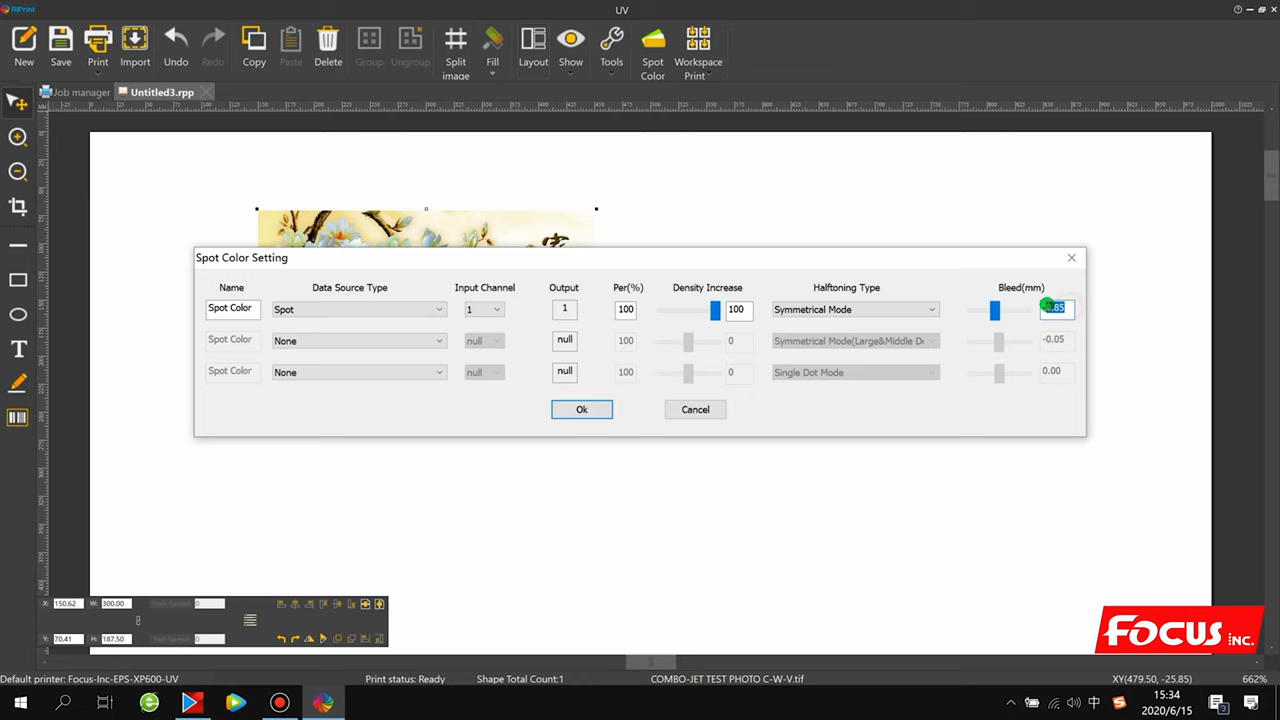 RIPrint
UV
New
Save
Print
Import
Undo
Redo
Copy
Paste
Delete
Group
Ungroup
Split
image
Fill
Layout
Show
Tools
Spot
Color
Workspace
Print
Job manager
Untitled3.rpp
Spot Color Setting
Name Data Source Type Input Channel Output Per(%) Density Increase Halftoning Type Bleed(mm)
Spot Color Spot 1 1 100 100 Symmetrical Mode
Spot Color None null null 100 0 Symmetrical Mode(Large&Middle D -0.05
Spot Color None null null 100 0 Single Dot Mode 0.00
Ok Cancel
X: 150.62 W: 300.00 0
Y: 70.41 H: 187.50 0
FOCUS INC.
Default printer: Focus-Inc-EPS-XP600-UV Print status: Ready Shape Total Count:1 COMBO-JET TEST PHOTO C-W-V.tif XY(479.50, -25.85) 662%
中
15:34
2020/6/15
3